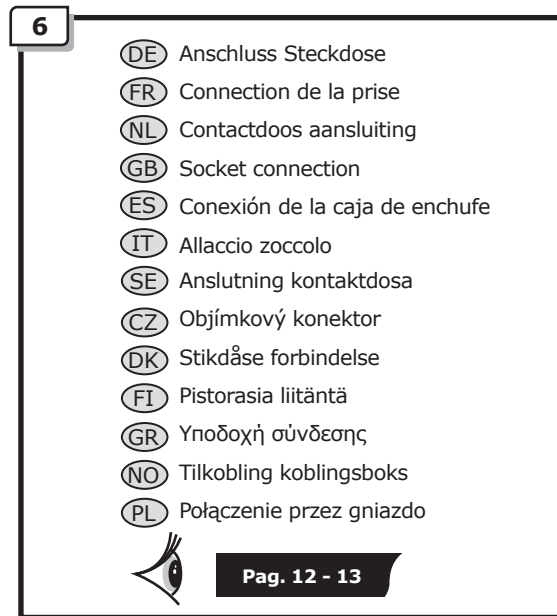 6
DE Anschluss Steckdose
FR Connection de la prise
NL Contactdoos aansluiting
GB Socket connection
ES Conexión de la caja de enchufe
IT Allaccio zoccolo
SE Anslutning kontaktdosa
CZ Objímkový konektor
DK Stikdåse forbindelse
FI Pistorasia liitäntä
GR Υποδοχή σύνδεσης
NO Tilkobling koblingsboks
PL Połączenie przez gniazdo
Pag. 12 - 13